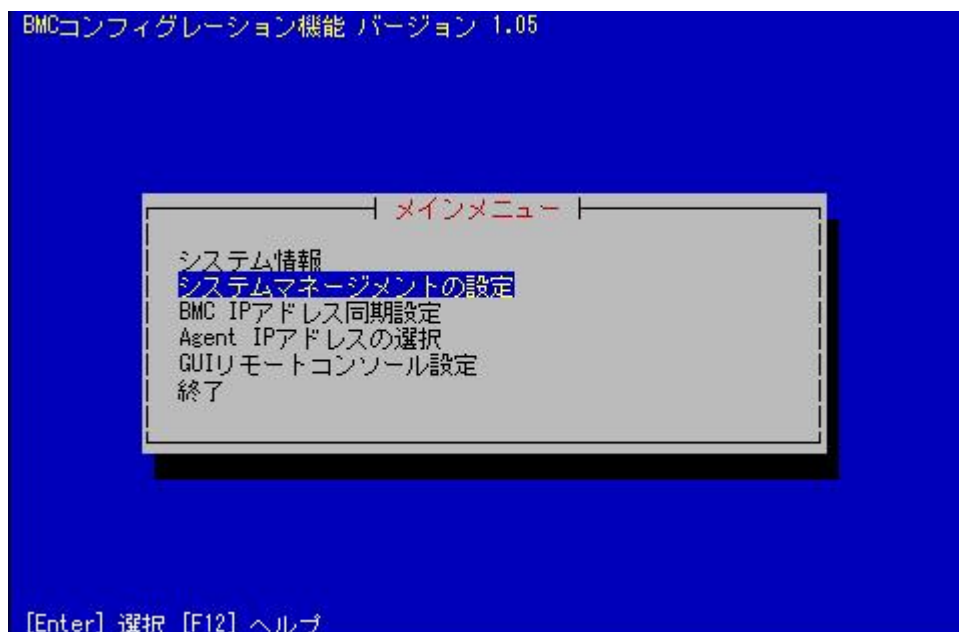 BMCコンフィグレーション機能 バージョン 1.05
メインメニュー
システム情報
システムマネージメントの設定
BMC IPアドレス同期設定
Agent IPアドレスの選択
GUIリモートコンソール設定
終了
[Enter] 選択 [F12] ヘルプ